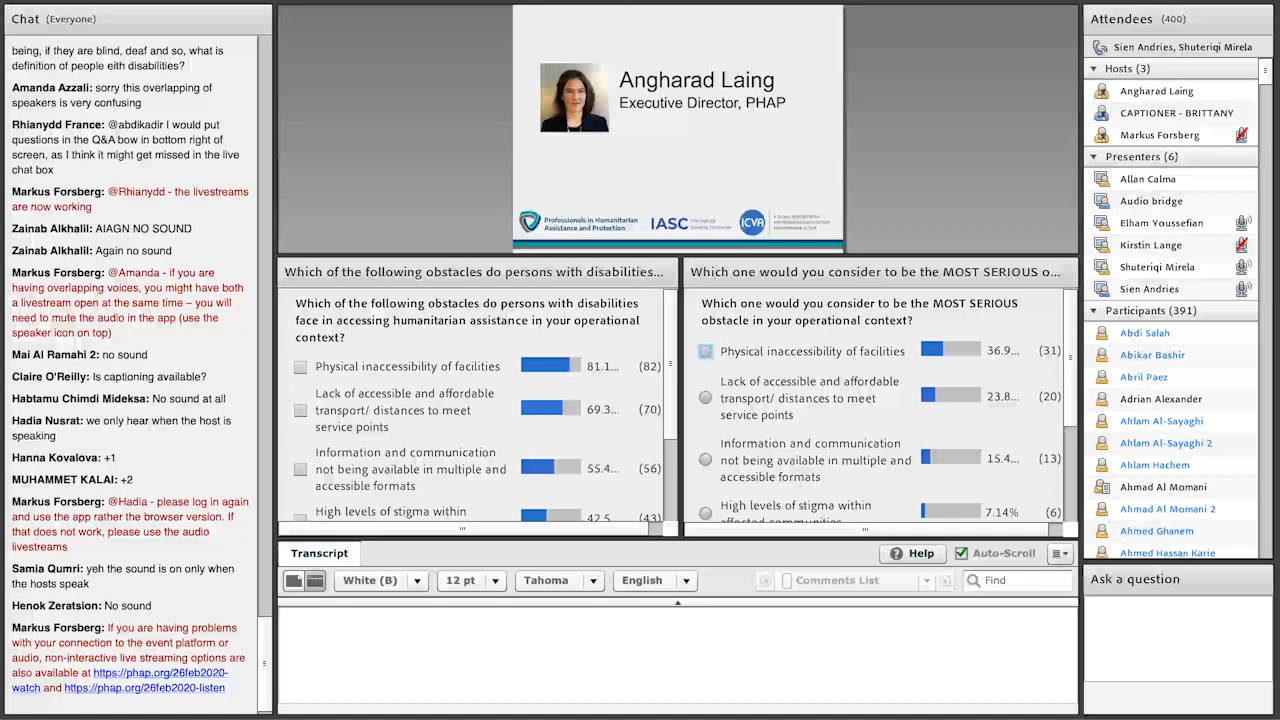 Chat (Everyone)
being, if they are blind, deaf and so, what is
definition of people eith disabilities?
Amanda Azzali: sorry this overlapping of
speakers is very confusing
Rhianydd France: @abdikadir I would put
questions in the Q&A bow in bottom right of
screen, as I think it might get missed in the live
chat box
Markus Forsberg: @Rhianydd - the livestreams
are now working
Zainab Alkhalil: AIAGIN NO SOUND
Zainab Alkhalil: Again no sound
Markus Forsberg: @Amanda - if you are
having overlapping voices, you might have both
a livestream open at the same time – you will
need to mute the audio in the app (use the
speaker icon on top)
Mai Al Ramahi 2: no sound
Claire O'Reilly: Is captioning available?
Habtamu Chimdi Mideksa: No sound at all
Hadia Nusrat: we only hear when the host is
speaking
Hanna Kovalova: +1
MUHAMMET KALAI: +2
Markus Forsberg: @Hadia - please log in again
and use the app rather the browser version. If
that does not work, please use the audio
livestreams
Samia Qumri: yeh the sound is on only when
the hosts speak
Henok Zeratsion: No sound
Markus Forsberg: If you are having problems
with your connection to the event platform or
audio, non-interactive live streaming options are
also available at https://phap.org/26feb2020-
watch and https://phap.org/26feb2020-listen
Angharad Laing
Executive Director, PHAP
Professionals in Humanitarian
Assistance and Protection
IASC
ICVA
Which of the following obstacles do persons with disabilities...
Which of the following obstacles do persons with disabilities
face in accessing humanitarian assistance in your operational
context?
Physical inaccessibility of facilities 81.1... (82)
Lack of accessible and affordable
transport/ distances to meet 69.3... (70)
service points
Information and communication
not being available in multiple and 55.4... (56)
accessible formats
High levels of stigma within 42.5 (43)
Which one would you consider to be the MOST SERIOUS o...
Which one would you consider to be the MOST SERIOUS
obstacle in your operational context?
Physical inaccessibility of facilities 36.9... (31)
Lack of accessible and affordable
transport/ distances to meet 23.8... (20)
service points
Information and communication
not being available in multiple and 15.4... (13)
accessible formats
High levels of stigma within 7.14% (6)
affected communities
Transcript
Help
Auto-Scroll
White (B)
12 pt
Tahoma
English
Comments List
Find
Attendees (400)
Sien Andries, Shuteriqi Mirela
Hosts (3)
Angharad Laing
CAPTIONER - BRITTANY
Markus Forsberg
Presenters (6)
Allan Calma
Audio bridge
Elham Youssefian
Kirstin Lange
Shuteriqi Mirela
Sien Andries
Participants (391)
Abdi Salah
Abikar Bashir
Abril Paez
Adrian Alexander
Ahlam Al-Sayaghi
Ahlam Al-Sayaghi 2
Ahlam Hachem
Ahmad Al Momani
Ahmad Al Momani 2
Ahmed Ghanem
Ahmed Hassan Karie
Ask a question